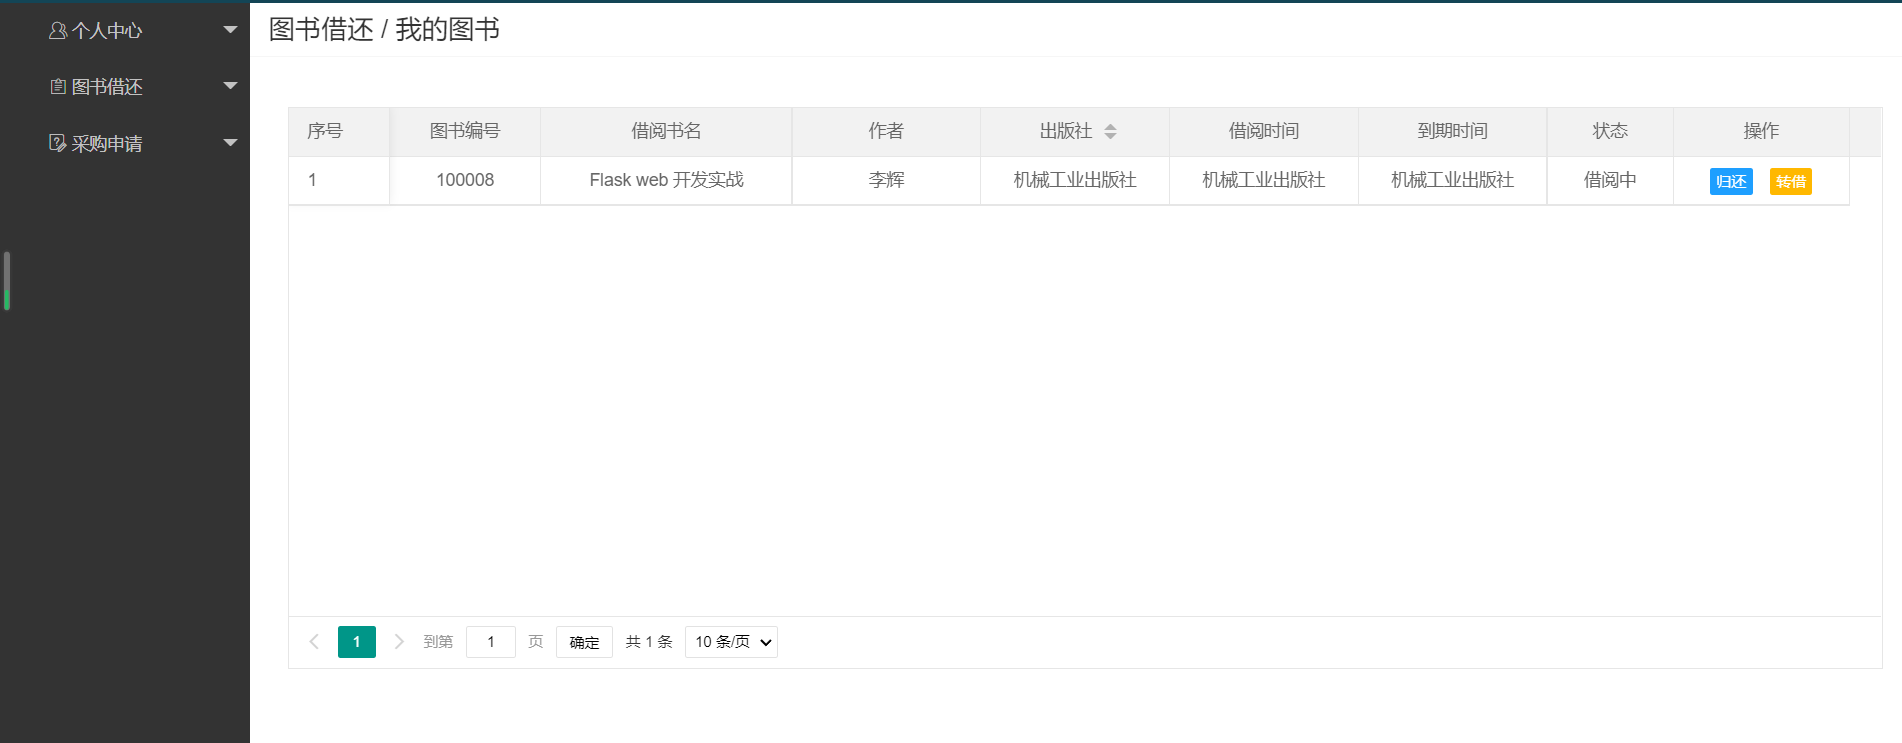 个人中心
图书借还
采购申请
图书借还 / 我的图书
序号 图书编号 借阅书名 作者 出版社 借阅时间 到期时间 状态 操作
1 100008 Flask web 开发实战 李辉 机械工业出版社 机械工业出版社 机械工业出版社 借阅中 归还 转借
1 到第 1 页 确定 共 1 条 10 条/页